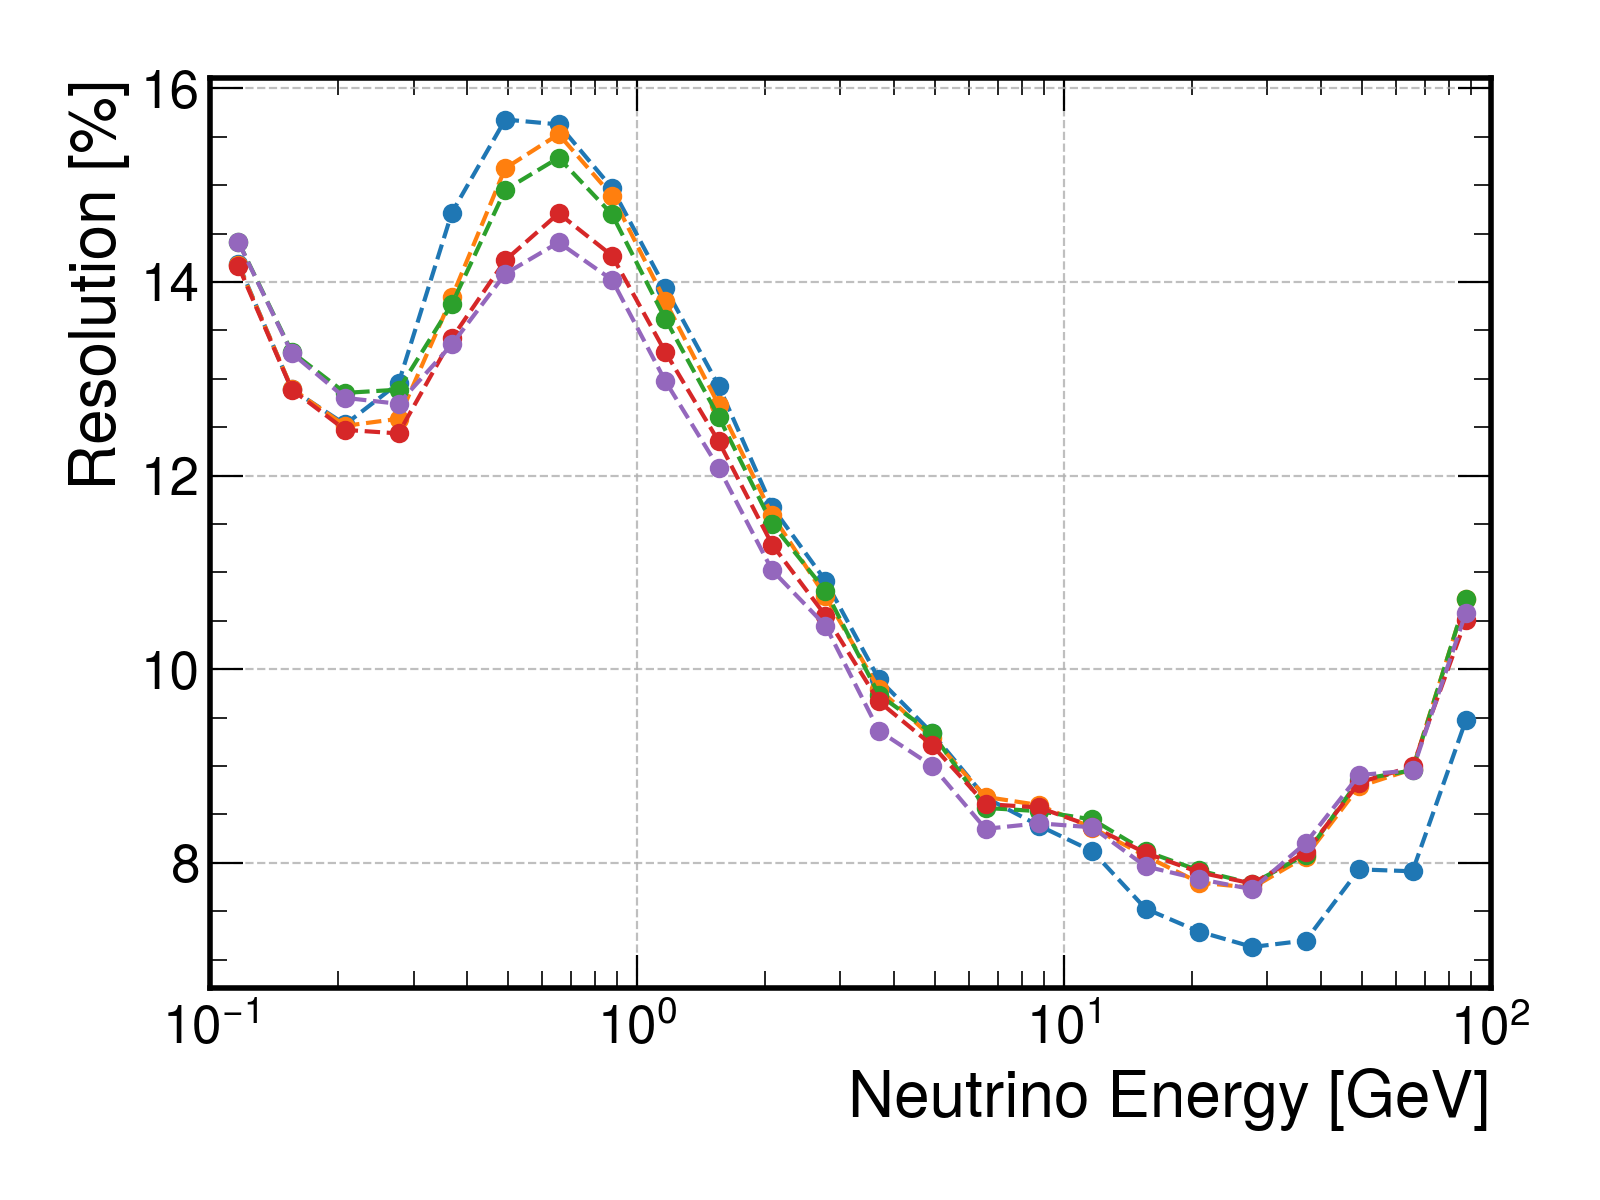 Resolution [%]
16
14
12
10
8
10⁻¹ 10⁰ 10¹ 10²
Neutrino Energy [GeV]